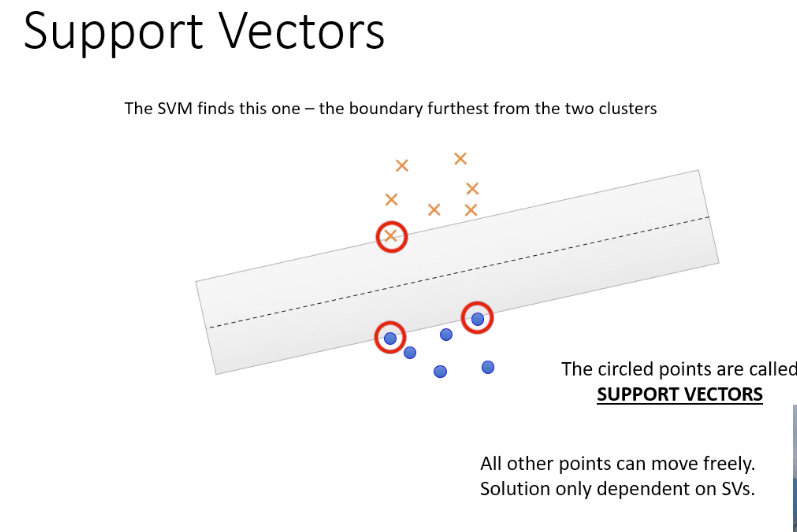 Support Vectors
The SVM finds this one – the boundary furthest from the two clusters
The circled points are called
SUPPORT VECTORS
All other points can move freely.
Solution only dependent on SVs.